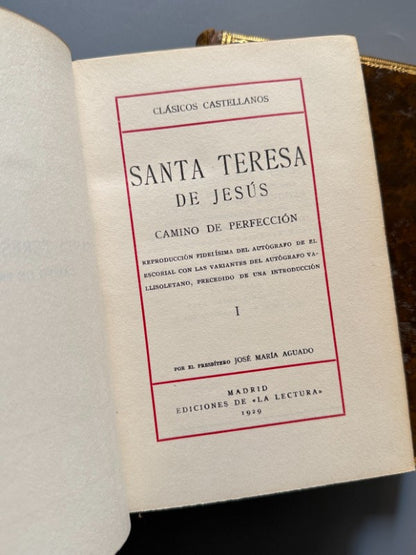 CLÁSICOS CASTELLANOS
SANTA TERESA
DE JESÚS
CAMINO DE PERFECCIÓN
REPRODUCCIÓN FIDELÍSIMA DEL AUTÓGRAFO DE EL
ESCORIAL CON LAS VARIANTES DEL AUTÓGRAFO VA-
LLISOLETANO, PRECEDIDO DE UNA INTRODUCCIÓN
I
POR EL PRESBÍTERO JOSÉ MARÍA AGUADO
MADRID
EDICIONES DE «LA LECTURA»
1929